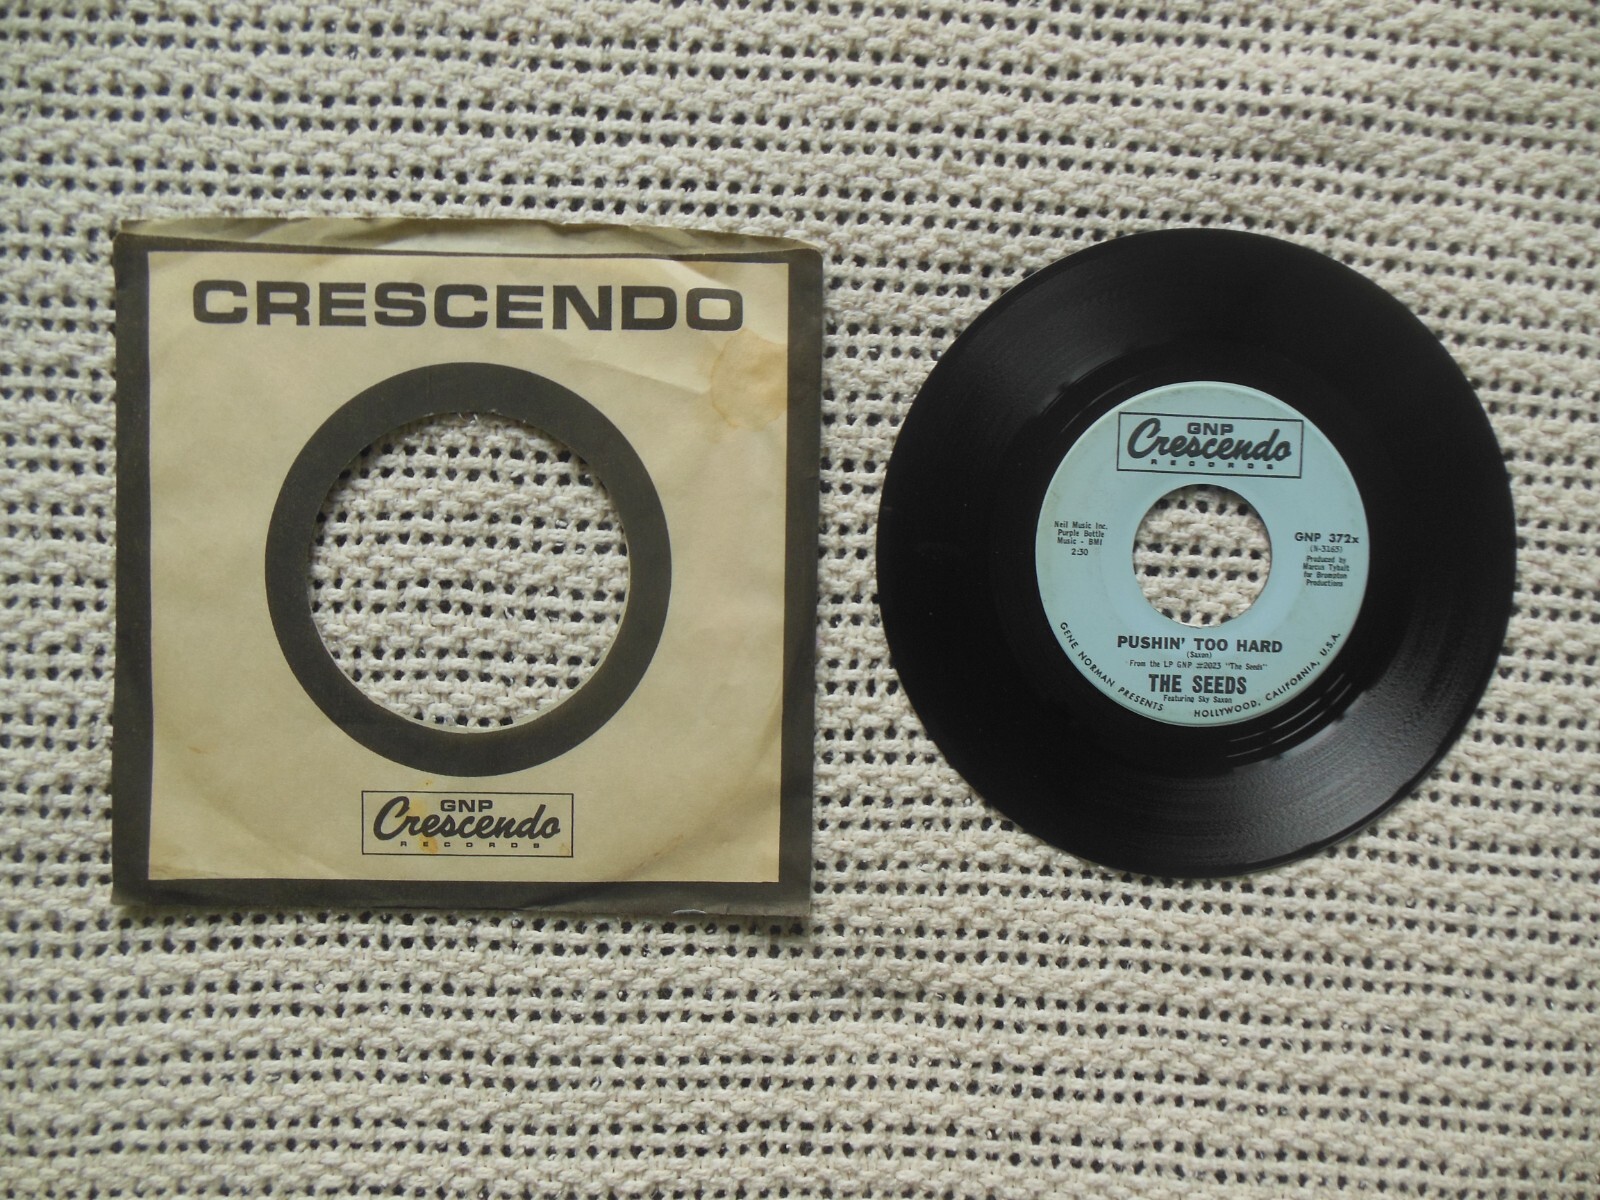 CRESCENDO
GNP
Crescendo
RECORDS
GNP
Crescendo
RECORDS
Neil Music Inc.
Purple Bottle
Music - BMI
2:30
GNP 372x
(N-3265)
Produced by
Marcus Tybalt
for Brampton
Productions
PUSHIN' TOO HARD
(Saxon)
From the LP GNP #2023 "The Seeds"
THE SEEDS
Featuring Sky Saxon
GENE NORMAN PRESENTS HOLLYWOOD, CALIFORNIA, U.S.A.